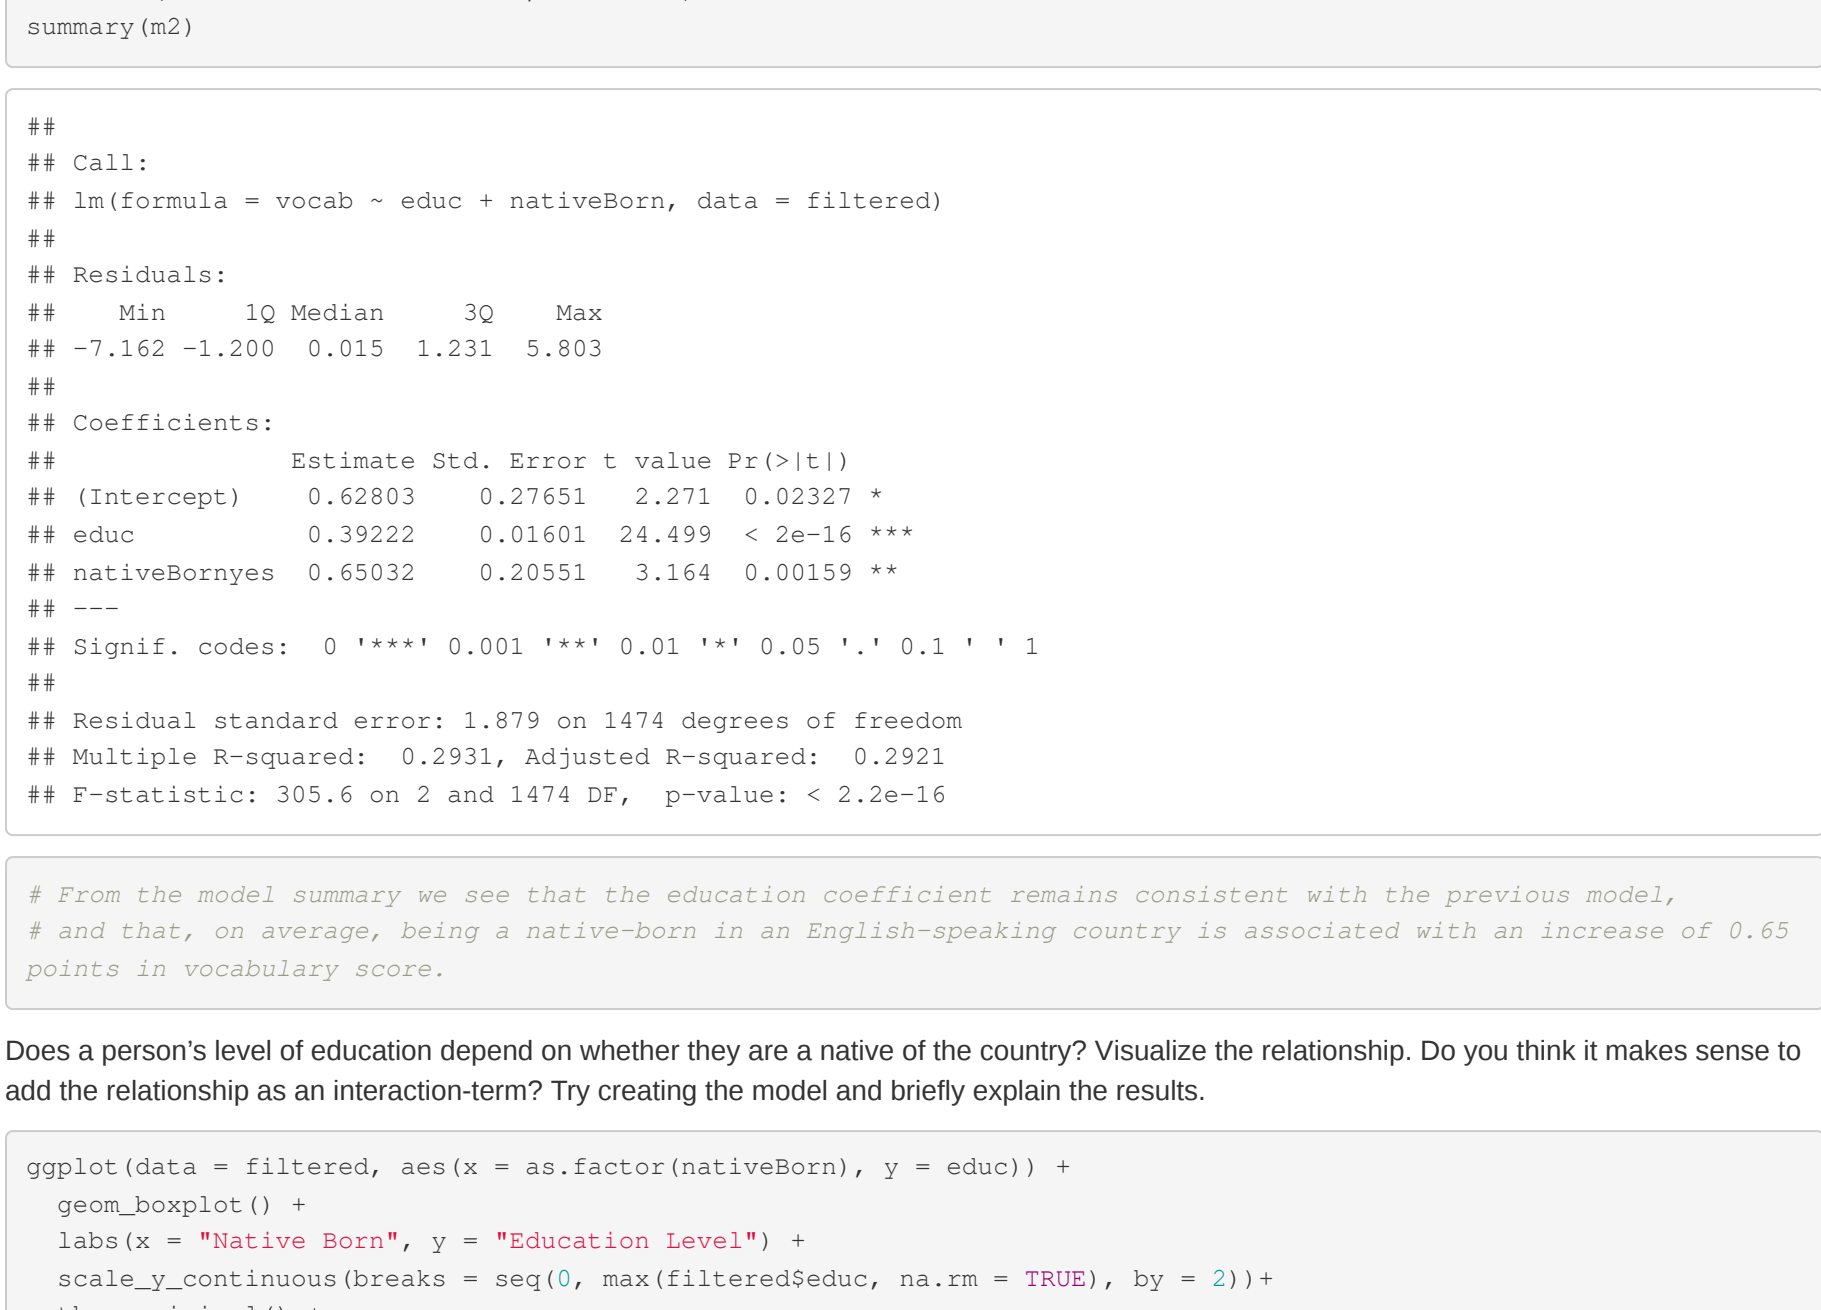 summary(m2)
##
## Call:
## lm(formula = vocab ~ educ + nativeBorn, data = filtered)
##
## Residuals:
##    Min     1Q Median     3Q    Max
## -7.162 -1.200  0.015  1.231  5.803
##
## Coefficients:
##               Estimate Std. Error t value Pr(>|t|)
## (Intercept)    0.62803    0.27651   2.271  0.02327 *
## educ           0.39222    0.01601  24.499  < 2e-16 ***
## nativeBornyes  0.65032    0.20551   3.164  0.00159 **
## ---
## Signif. codes:  0 '***' 0.001 '**' 0.01 '*' 0.05 '.' 0.1 ' ' 1
##
## Residual standard error: 1.879 on 1474 degrees of freedom
## Multiple R-squared:  0.2931, Adjusted R-squared:  0.2921
## F-statistic: 305.6 on 2 and 1474 DF,  p-value: < 2.2e-16
# From the model summary we see that the education coefficient remains consistent with the previous model,
# and that, on average, being a native-born in an English-speaking country is associated with an increase of 0.65
points in vocabulary score.
Does a person's level of education depend on whether they are a native of the country? Visualize the relationship. Do you think it makes sense to
add the relationship as an interaction-term? Try creating the model and briefly explain the results.
ggplot(data = filtered, aes(x = as.factor(nativeBorn), y = educ)) +
  geom_boxplot() +
  labs(x = "Native Born", y = "Education Level") +
  scale_y_continuous(breaks = seq(0, max(filtered$educ, na.rm = TRUE), by = 2))+